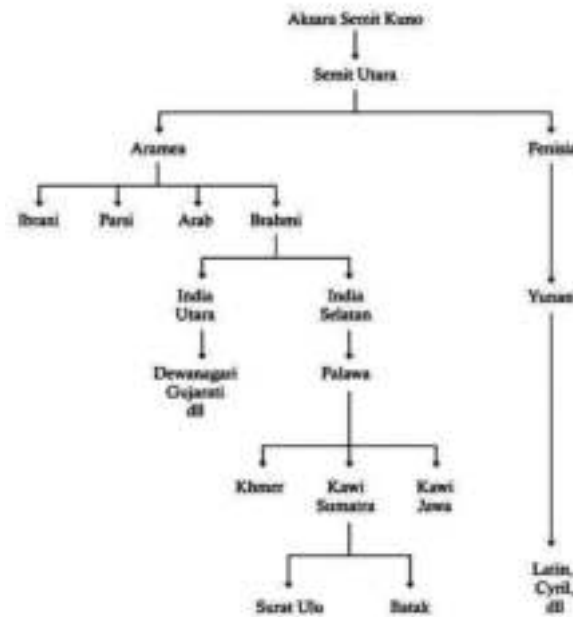 Aksara Semit Kuno
Semit Utara
Aramea
Fenisia
Ibrani
Parsi
Arab
Brahmi
India
Utara
India
Selatan
Yunani
Dewanagari
Gujarati
dll
Palawa
Khmer
Kawi
Sumatra
Kawi
Jawa
Surat Ulu
Batak
Latin,
Cyril,
dll